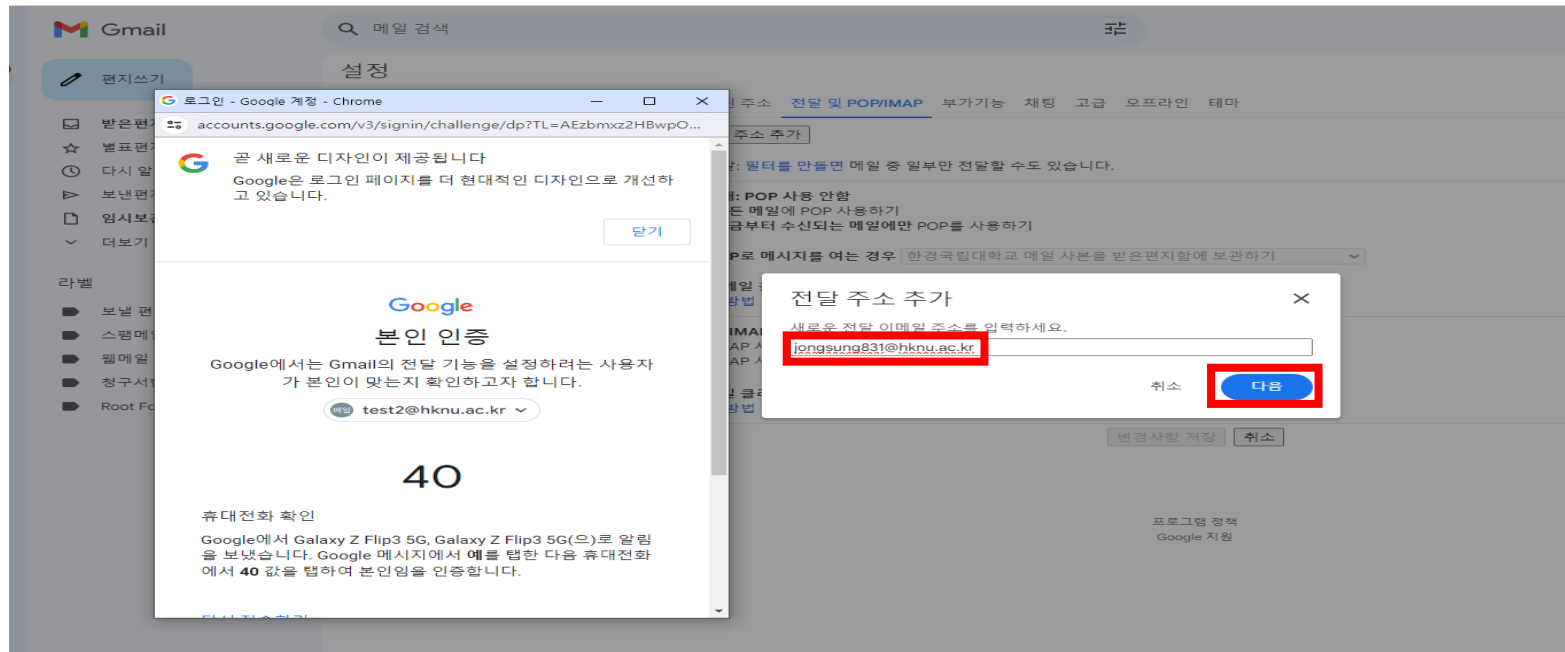 Gmail
메일 검색
편지쓰기
설정
로그인 - Google 계정 - Chrome
주소 전달 및 POP/IMAP 부가기능 채팅 고급 오프라인 테마
accounts.google.com/v3/signin/challenge/dp?TL=AEzbmxz2HBwpO...
받은편
별표편
다시 알
보낸편
임시보
더보기
라벨
보낼 편
스팸메
웹메일
청구서
Root Fo
곧 새로운 디자인이 제공됩니다
Google은 로그인 페이지를 더 현대적인 디자인으로 개선하
고 있습니다.
닫기
Google
본인 인증
Google에서는 Gmail의 전달 기능을 설정하려는 사용자
가 본인이 맞는지 확인하고자 합니다.
메일 test2@hknu.ac.kr
40
휴대전화 확인
Google에서 Galaxy Z Flip3 5G, Galaxy Z Flip3 5G(으)로 알림
을 보냈습니다. Google 메시지에서 예를 탭한 다음 휴대전화
에서 40 값을 탭하여 본인임을 인증합니다.
주소 추가
: 필터를 만들면 메일 중 일부만 전달할 수도 있습니다.
: POP 사용 안함
든 메일에 POP 사용하기
금부터 수신되는 메일에만 POP를 사용하기
P로 메시지를 여는 경우 한경국립대학교 메일 사본을 받은편지함에 보관하기
메일
방법
IMA
AP
AP
방법
전달 주소 추가
새로운 전달 이메일 주소를 입력하세요.
jongsung831@hknu.ac.kr
취소 다음
변경사항 저장 취소
프로그램 정책
Google 지원